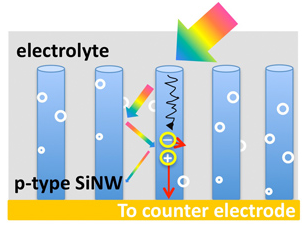 electrolyte
−
+
p-type SiNW
To counter electrode